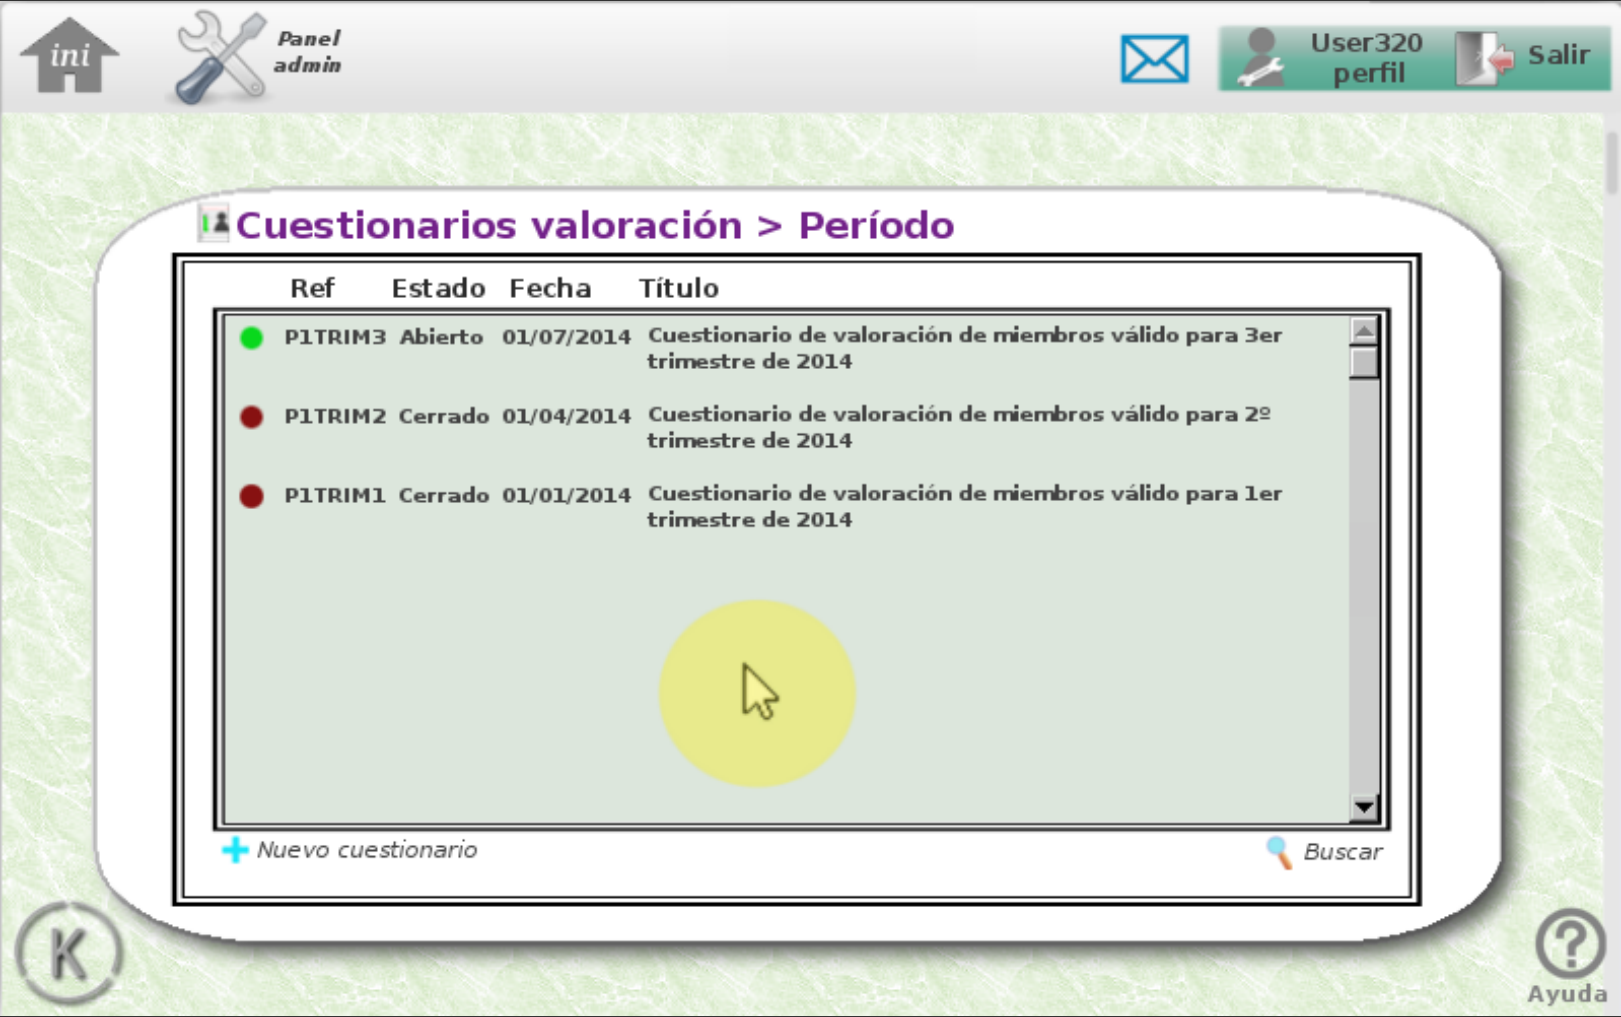 ini
Panel
admin
User320
perfil
Salir
Cuestionarios valoración > Período
Ref Estado Fecha Título
P1TRIM3 Abierto 01/07/2014 Cuestionario de valoración de miembros válido para 3er
trimestre de 2014
P1TRIM2 Cerrado 01/04/2014 Cuestionario de valoración de miembros válido para 2º
trimestre de 2014
P1TRIM1 Cerrado 01/01/2014 Cuestionario de valoración de miembros válido para 1er
trimestre de 2014
Nuevo cuestionario
Buscar
K
?
Ayuda